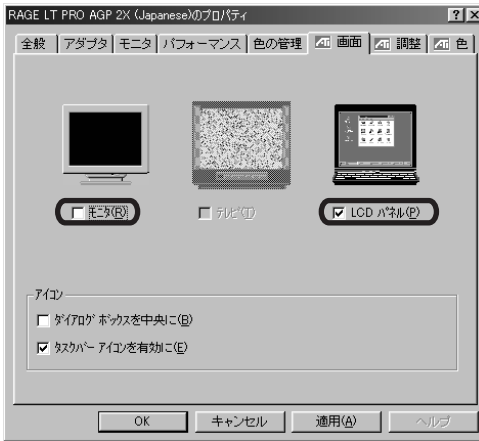 RAGE LT PRO AGP 2X (Japanese)のプロパティ
全般 アダプタ モニタ パフォーマンス 色の管理 ATI 画面 ATI 調整 ATI 色
モニタ(R) テレビ(T) LCD パネル(P)
アイコン
ダイアログ ボックスを中央に(B)
タスクバー アイコンを有効に(E)
OK キャンセル 適用(A) ヘルプ